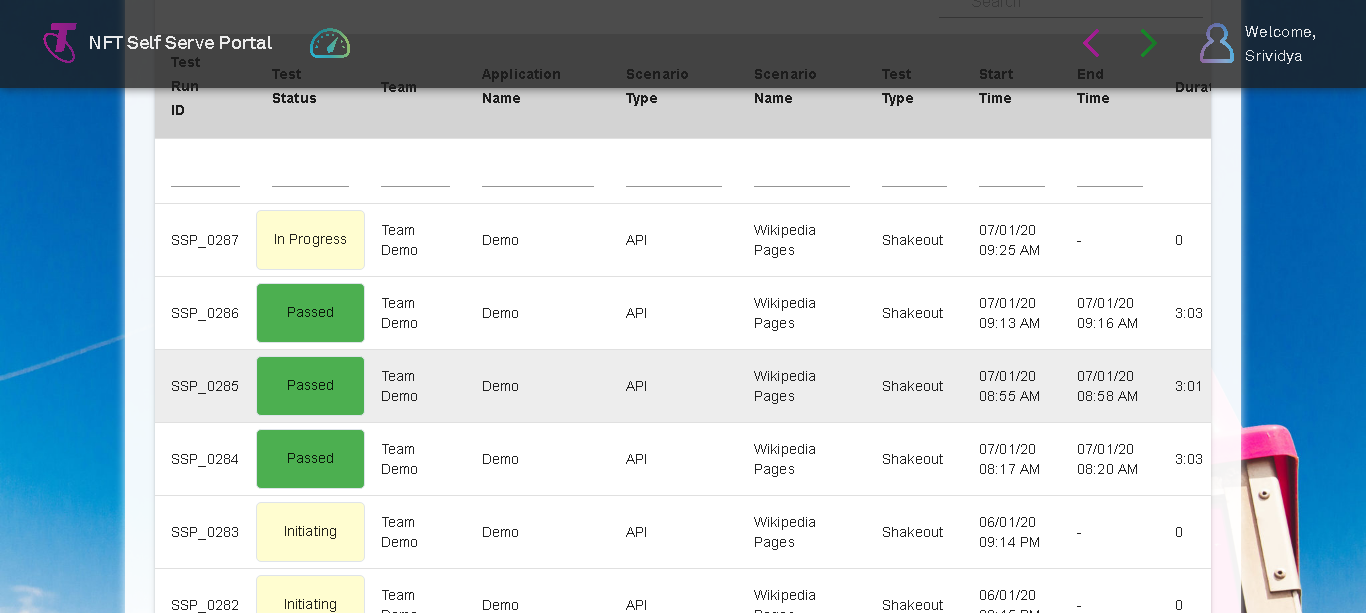 Search
NFT Self Serve Portal
Welcome,
Srividya
Test
Run
ID
Test
Status
Team
Application
Name
Scenario
Type
Scenario
Name
Test
Type
Start
Time
End
Time
SSP_0287
In Progress
Team
Demo
Demo
API
Wikipedia
Pages
Shakeout
07/01/20
09:25 AM
-
0
SSP_0286
Passed
Team
Demo
Demo
API
Wikipedia
Pages
Shakeout
07/01/20
09:13 AM
07/01/20
09:16 AM
3:03
SSP_0285
Passed
Team
Demo
Demo
API
Wikipedia
Pages
Shakeout
07/01/20
08:55 AM
07/01/20
08:58 AM
3:01
SSP_0284
Passed
Team
Demo
Demo
API
Wikipedia
Pages
Shakeout
07/01/20
08:17 AM
07/01/20
08:20 AM
3:03
SSP_0283
Initiating
Team
Demo
Demo
API
Wikipedia
Pages
Shakeout
06/01/20
09:14 PM
-
0
SSP_0282
Initiating
Team
Demo
API
Wikipedia
Shakeout
06/01/20
-
0